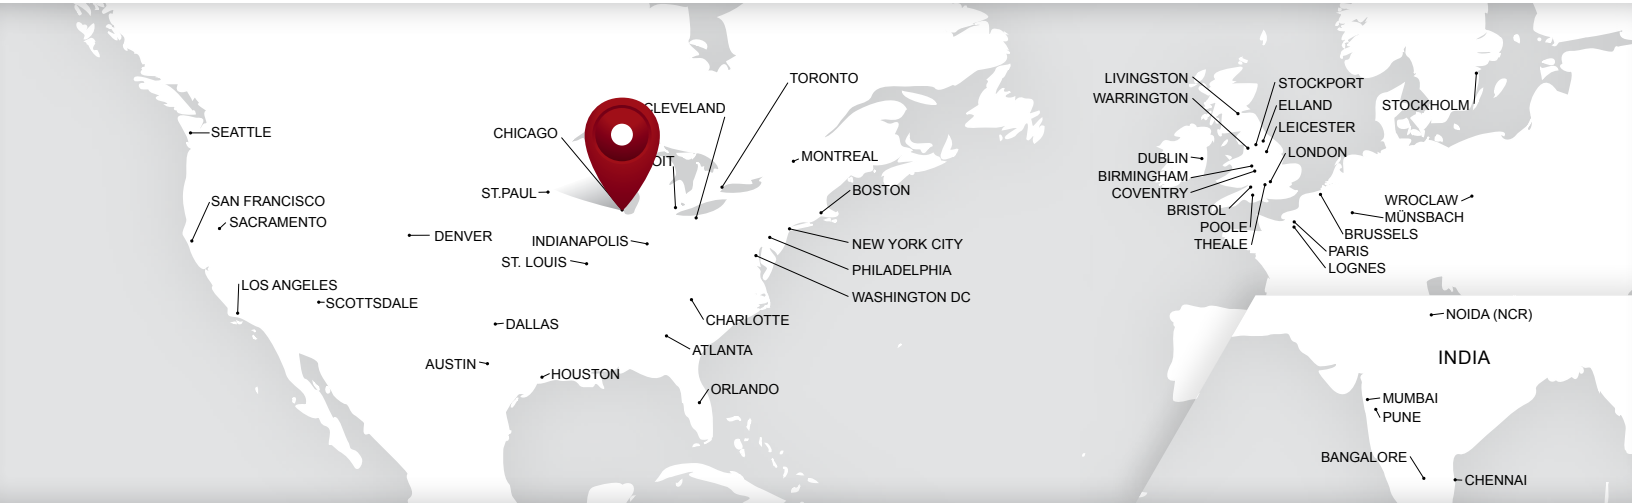 TORONTO
CLEVELAND
CHICAGO
SEATTLE
OIT
MONTREAL
ST.PAUL
BOSTON
SAN FRANCISCO
SACRAMENTO
DENVER
INDIANAPOLIS
NEW YORK CITY
ST. LOUIS
PHILADELPHIA
LOS ANGELES
SCOTTSDALE
WASHINGTON DC
DALLAS
CHARLOTTE
ATLANTA
AUSTIN
HOUSTON
ORLANDO
LIVINGSTON
WARRINGTON
STOCKPORT
ELLAND
LEICESTER
LONDON
STOCKHOLM
DUBLIN
BIRMINGHAM
COVENTRY
BRISTOL
POOLE
THEALE
WROCLAW
MÜNSBACH
BRUSSELS
PARIS
LOGNES
NOIDA (NCR)
INDIA
MUMBAI
PUNE
BANGALORE
CHENNAI